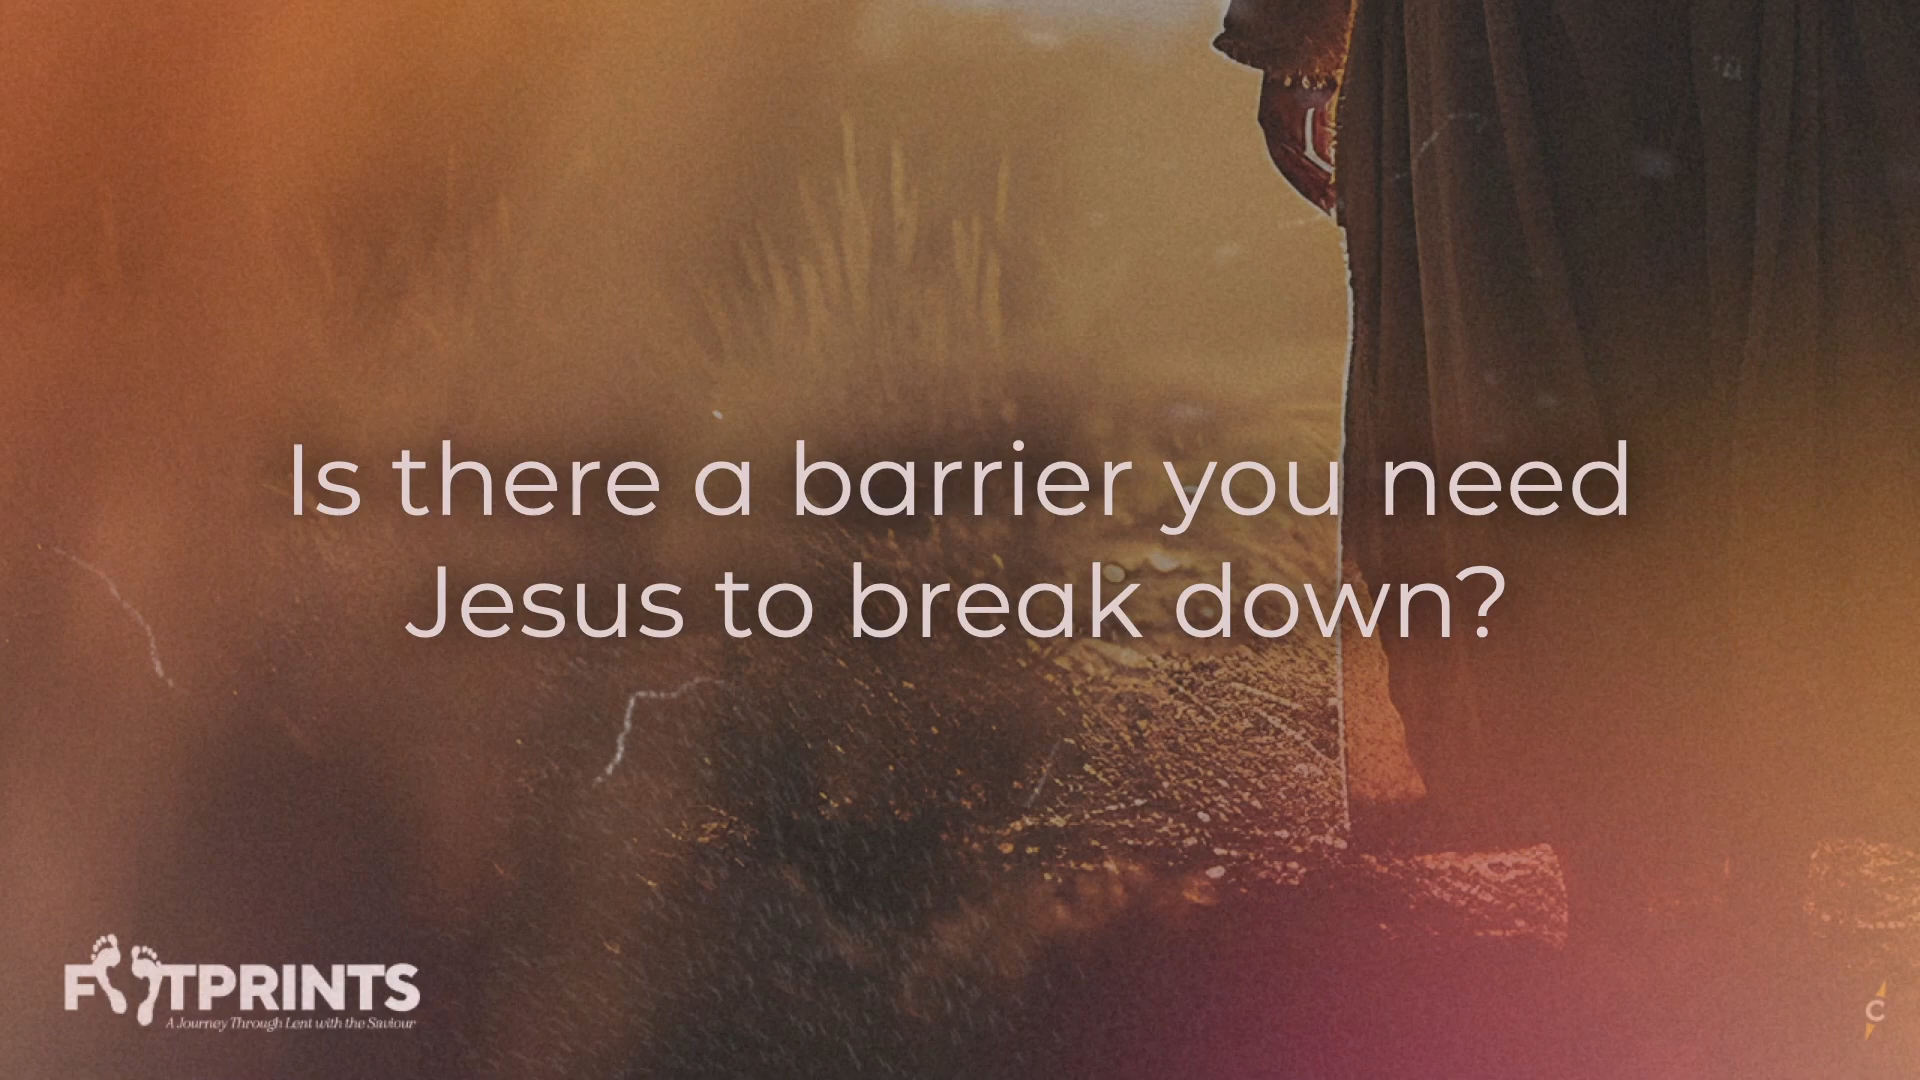 Is there a barrier you need
Jesus to break down?
FOOTPRINTS
A Journey Through Lent with the Saviour
C